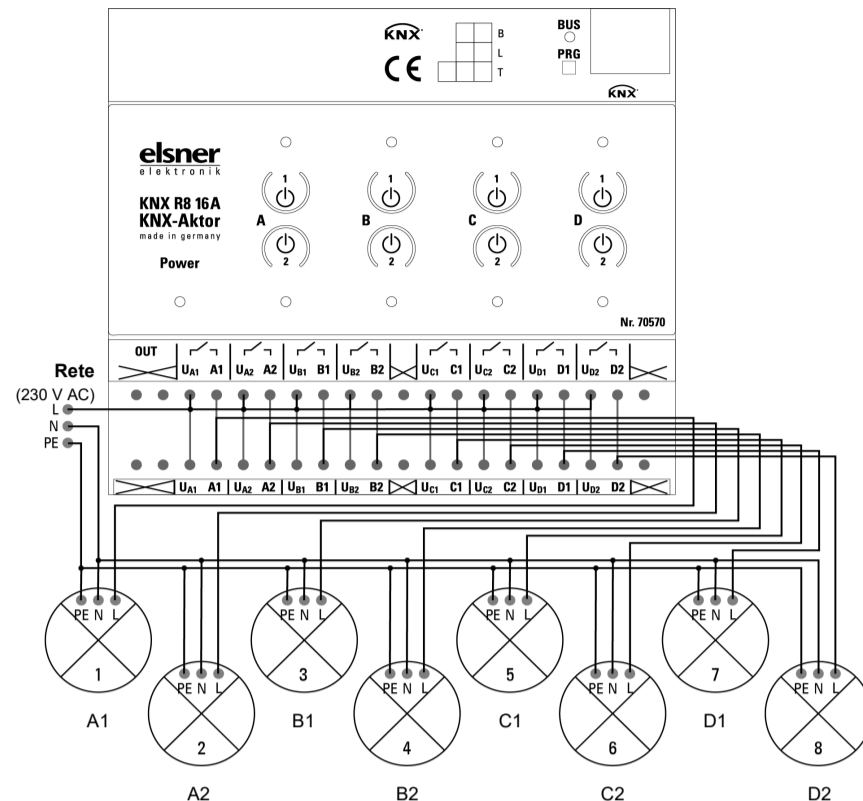 KNX
B
L
T
BUS
PRG
KNX
elsner
elektronik
KNX R8 16A
KNX-Aktor
made in germany
Power
A 1 2
B 1 2
C 1 2
D 1 2
Nr. 70570
OUT
UA1 A1 UA2 A2 UB1 B1 UB2 B2 UC1 C1 UC2 C2 UD1 D1 UD2 D2
Rete
(230 V AC)
L
N
PE
UA1 A1 UA2 A2 UB1 B1 UB2 B2 UC1 C1 UC2 C2 UD1 D1 UD2 D2
PE N L
1
A1
PE N L
2
A2
PE N L
3
B1
PE N L
4
B2
PE N L
5
C1
PE N L
6
C2
PE N L
7
D1
PE N L
8
D2